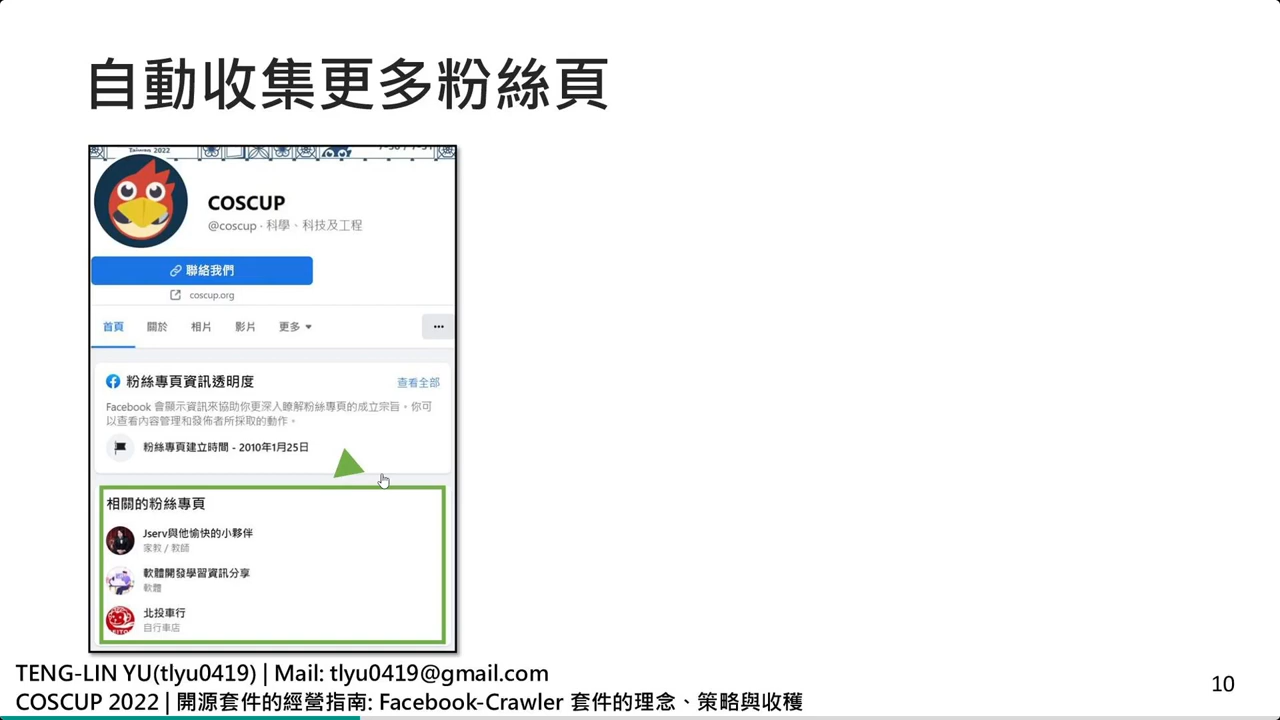 自動收集更多粉絲頁
Taiwan 2022
COSCUP
@coscup · 科學、科技及工程
聯絡我們
coscup.org
首頁 關於 相片 影片 更多
粉絲專頁資訊透明度 查看全部
Facebook 會顯示資訊來協助你更深入瞭解粉絲專頁的成立宗旨。你可
以查看內容管理和發佈者所採取的動作。
粉絲專頁建立時間 - 2010年1月25日
相關的粉絲專頁
Jserv與他愉快的小夥伴
家教 / 教師
軟體開發學習資訊分享
軟體
北投車行
自行車店
TENG-LIN YU(tlyu0419) | Mail: tlyu0419@gmail.com
COSCUP 2022 | 開源套件的經營指南: Facebook-Crawler 套件的理念、策略與收穫
10